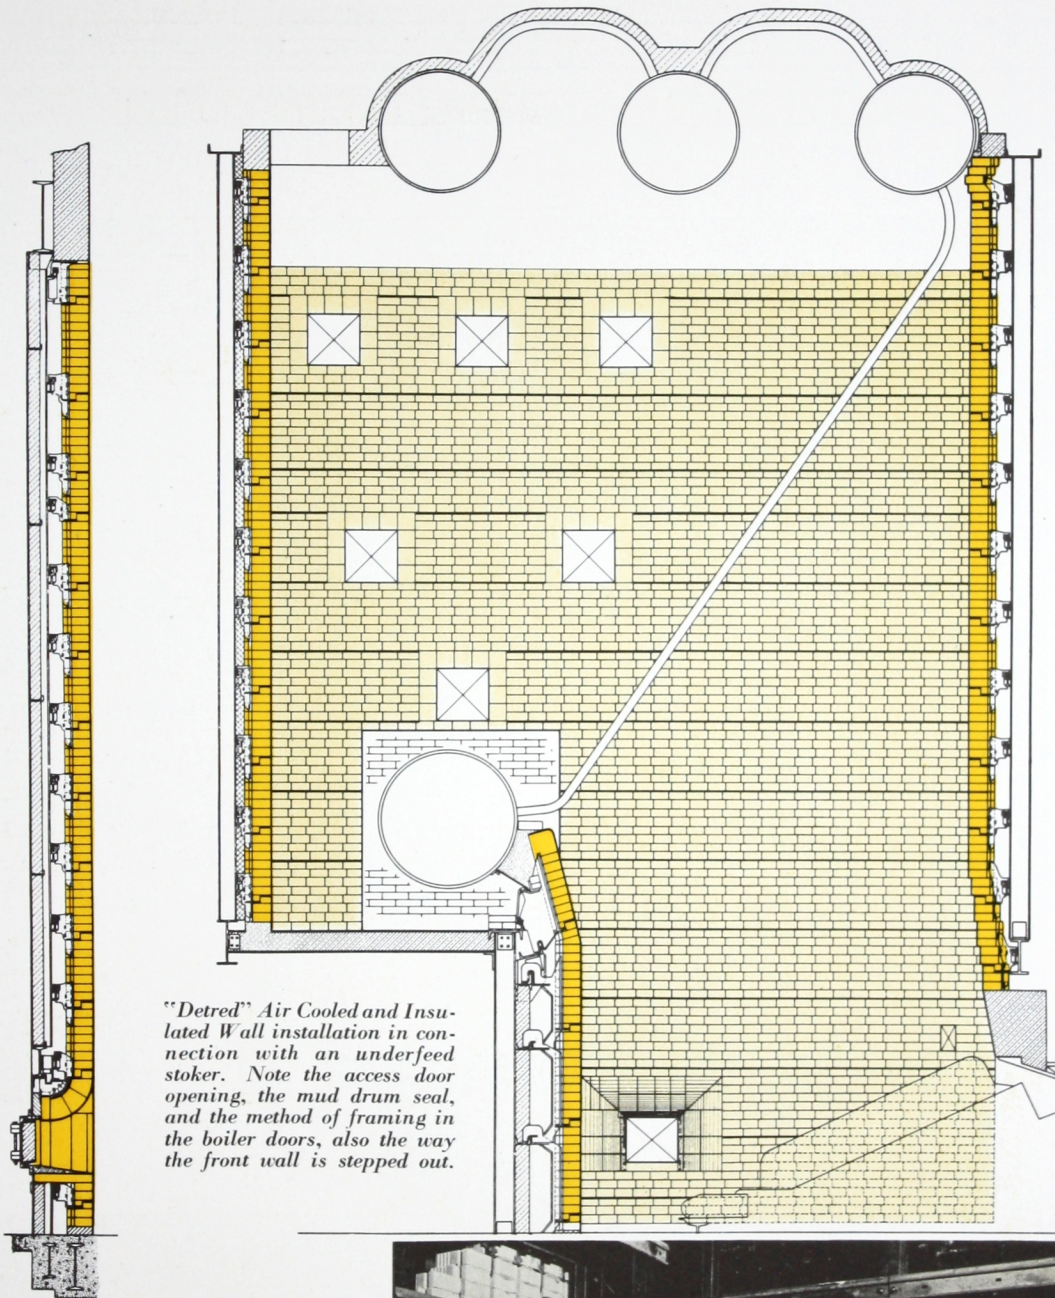 “Detred” Air Cooled and Insu-
lated Wall installation in con-
nection with an underfeed
stoker. Note the access door
opening, the mud drum seal,
and the method of framing in
the boiler doors, also the way
the front wall is stepped out.